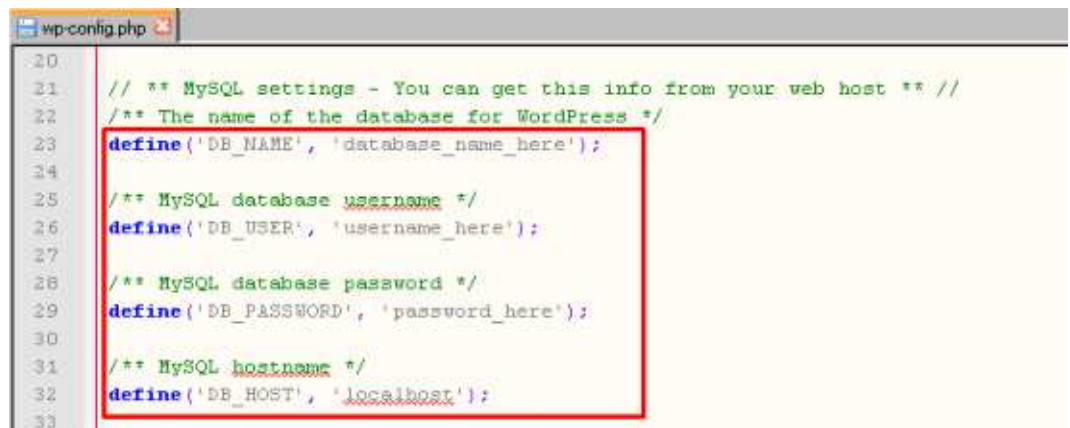 wp-config.php
20
21 // ** MySQL settings - You can get this info from your web host ** //
22 /** The name of the database for WordPress */
23 define('DB_NAME', 'database_name_here');
24
25 /** MySQL database username */
26 define('DB_USER', 'username_here');
27
28 /** MySQL database password */
29 define('DB_PASSWORD', 'password_here');
30
31 /** MySQL hostname */
32 define('DB_HOST', 'localhost');
33